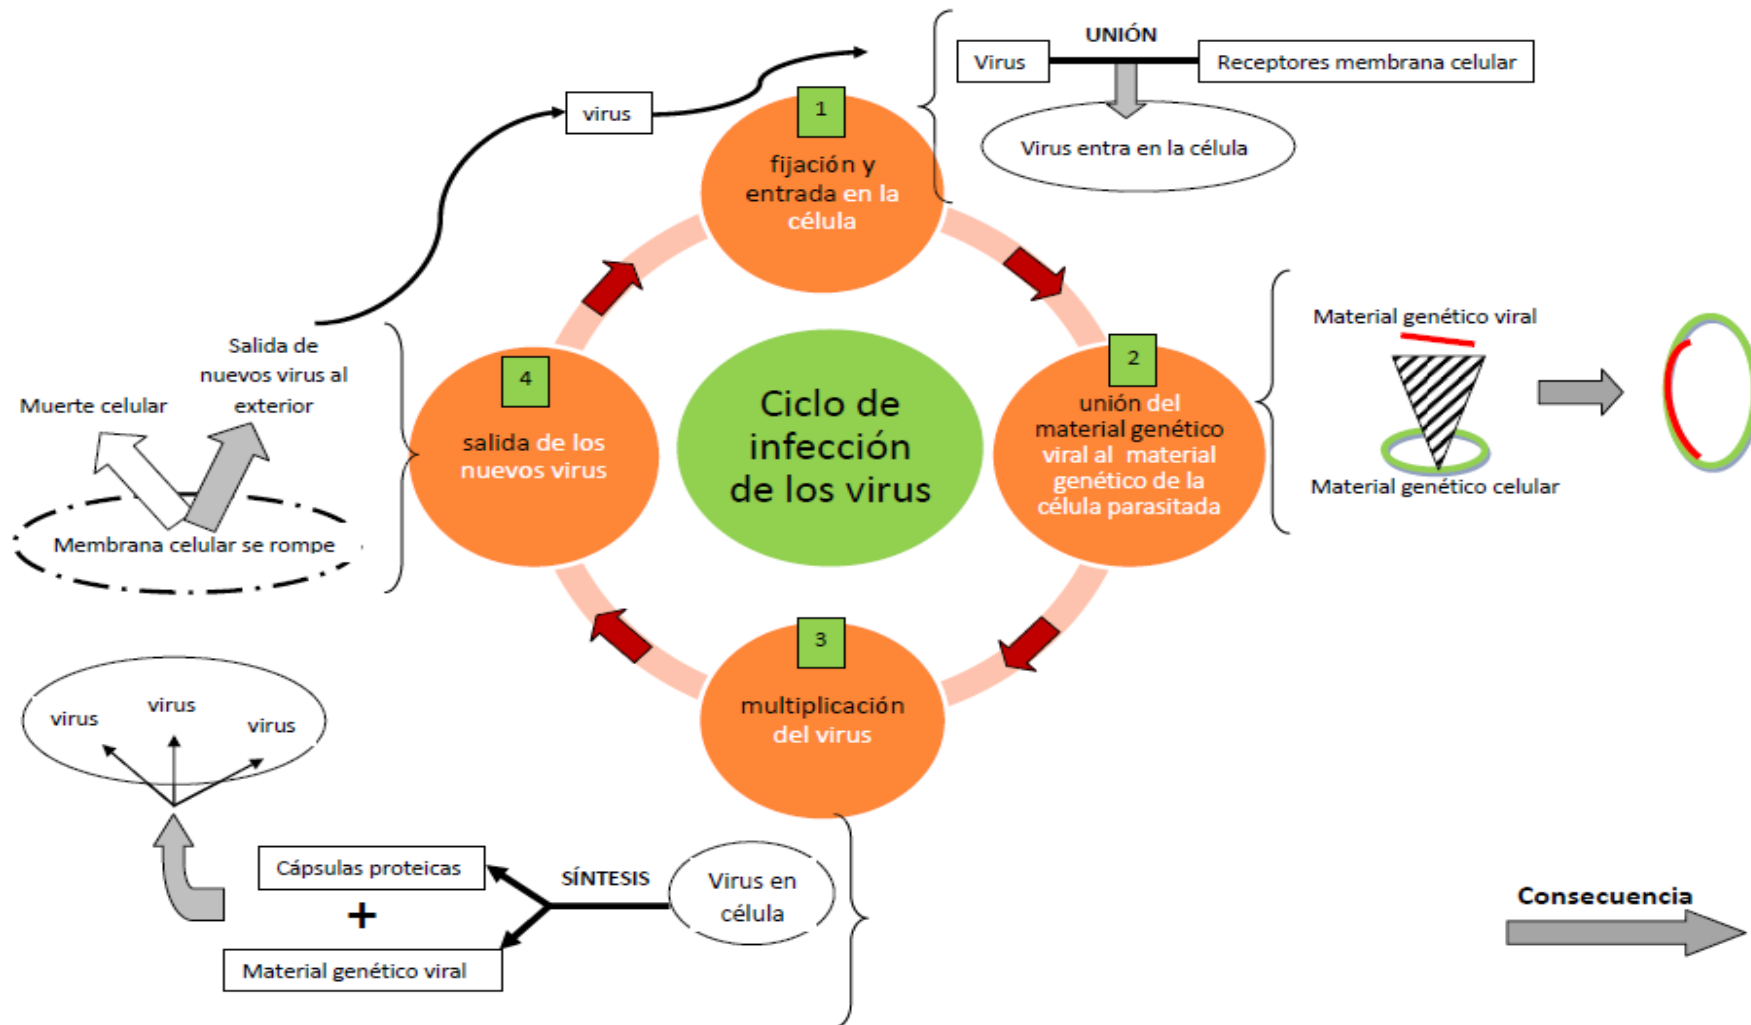 UNIÓN
Virus
Receptores membrana celular
Virus entra en la célula
virus
1
fijación y
entrada en la
célula
2
unión del
material genético
viral al material
genético de la
célula parasitada
Material genético viral
Material genético celular
Ciclo de
infección
de los virus
4
salida de los
nuevos virus
Salida de
nuevos virus al
exterior
Muerte celular
Membrana celular se rompe
3
multiplicación
del virus
virus
virus
virus
Cápsulas proteicas
+
Material genético viral
SÍNTESIS
Virus en
célula
Consecuencia